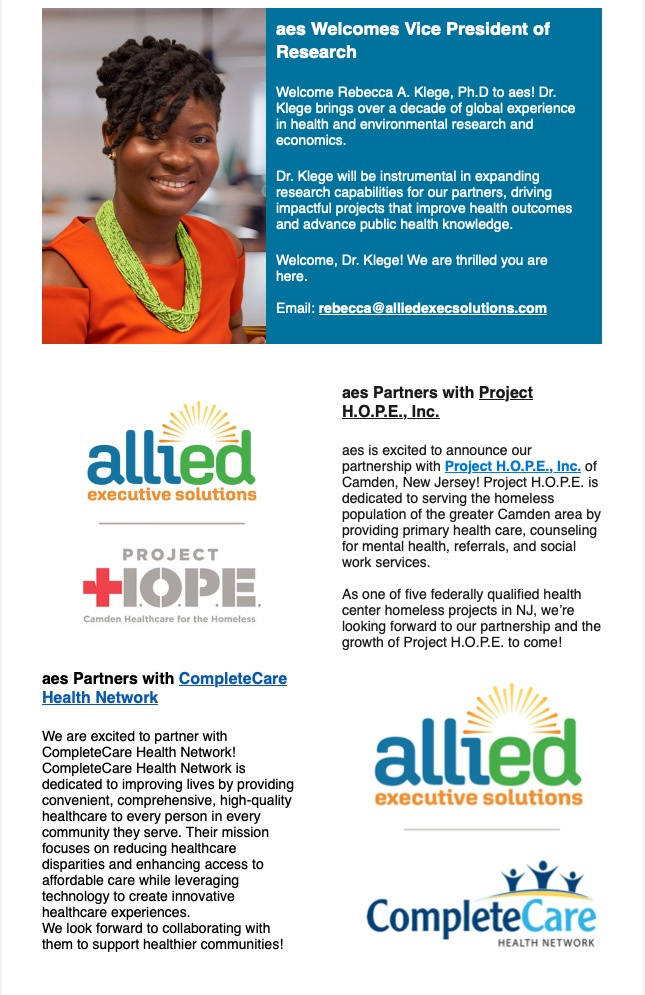 aes Welcomes Vice President of
Research
Welcome Rebecca A. Klege, Ph.D to aes! Dr.
Klege brings over a decade of global experience
in health and environmental research and
economics.
Dr. Klege will be instrumental in expanding
research capabilities for our partners, driving
impactful projects that improve health outcomes
and advance public health knowledge.
Welcome, Dr. Klege! We are thrilled you are
here.
Email: rebecca@alliedexecsolutions.com
allied
executive solutions
PROJECT
H.O.P.E.
Camden Healthcare for the Homeless
aes Partners with Project
H.O.P.E., Inc.
aes is excited to announce our
partnership with Project H.O.P.E., Inc. of
Camden, New Jersey! Project H.O.P.E. is
dedicated to serving the homeless
population of the greater Camden area by
providing primary health care, counseling
for mental health, referrals, and social
work services.
As one of five federally qualified health
center homeless projects in NJ, we’re
looking forward to our partnership and the
growth of Project H.O.P.E. to come!
aes Partners with CompleteCare
Health Network
We are excited to partner with
CompleteCare Health Network!
CompleteCare Health Network is
dedicated to improving lives by providing
convenient, comprehensive, high-quality
healthcare to every person in every
community they serve. Their mission
focuses on reducing healthcare
disparities and enhancing access to
affordable care while leveraging
technology to create innovative
healthcare experiences.
We look forward to collaborating with
them to support healthier communities!
allied
executive solutions
CompleteCare
HEALTH NETWORK